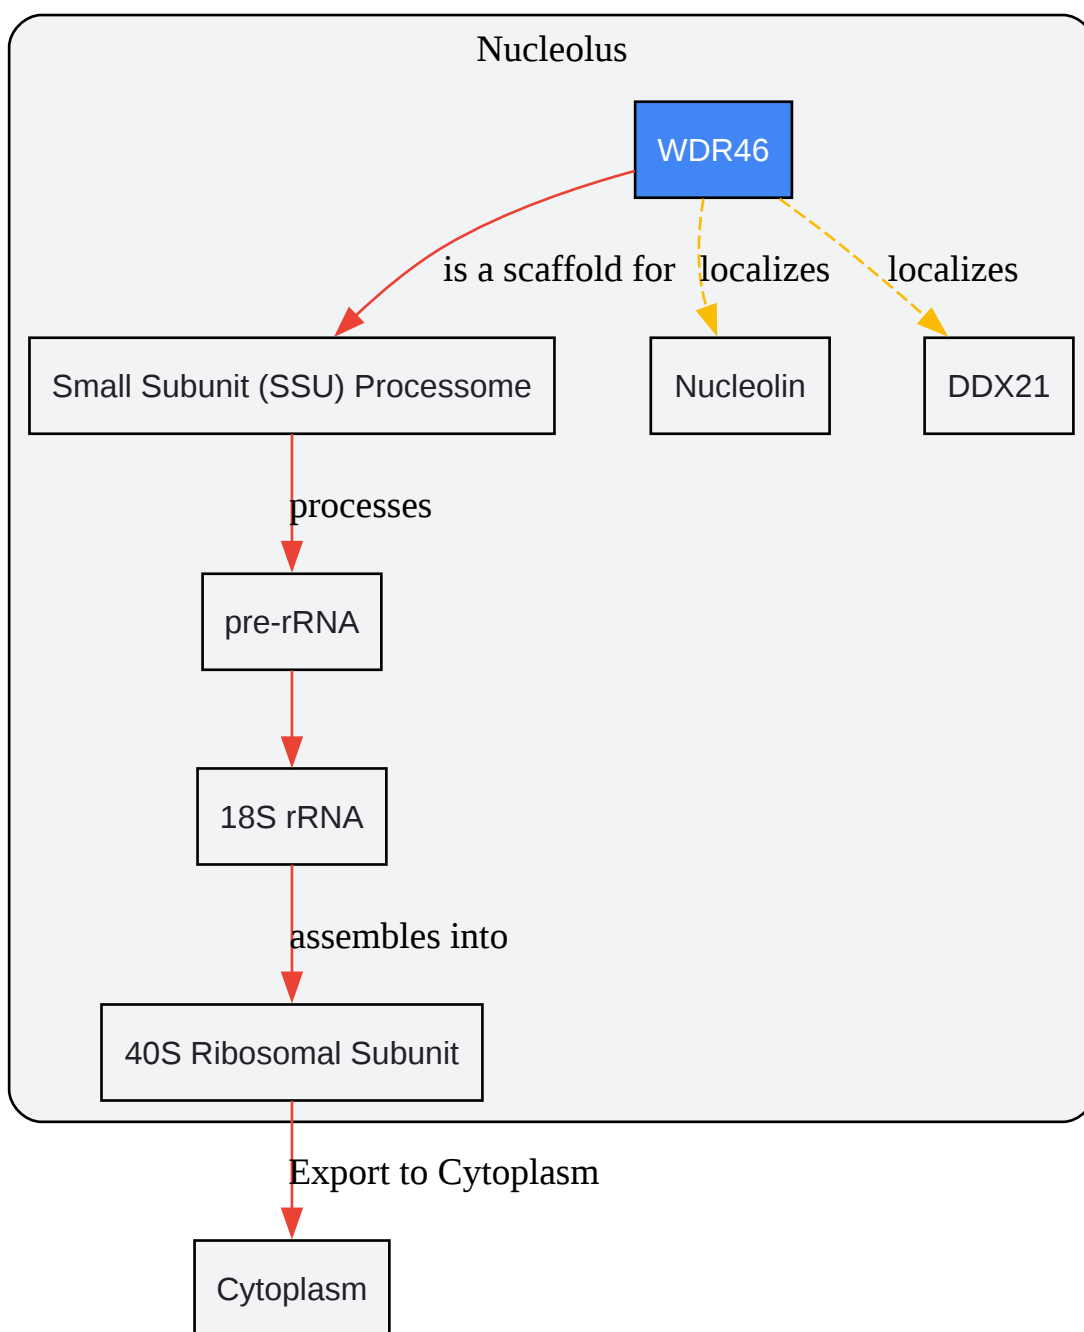 Nucleolus
WDR46
is a scaffold for
localizes
localizes
Small Subunit (SSU) Processome
Nucleolin
DDX21
processes
pre-rRNA
18S rRNA
assembles into
40S Ribosomal Subunit
Export to Cytoplasm
Cytoplasm